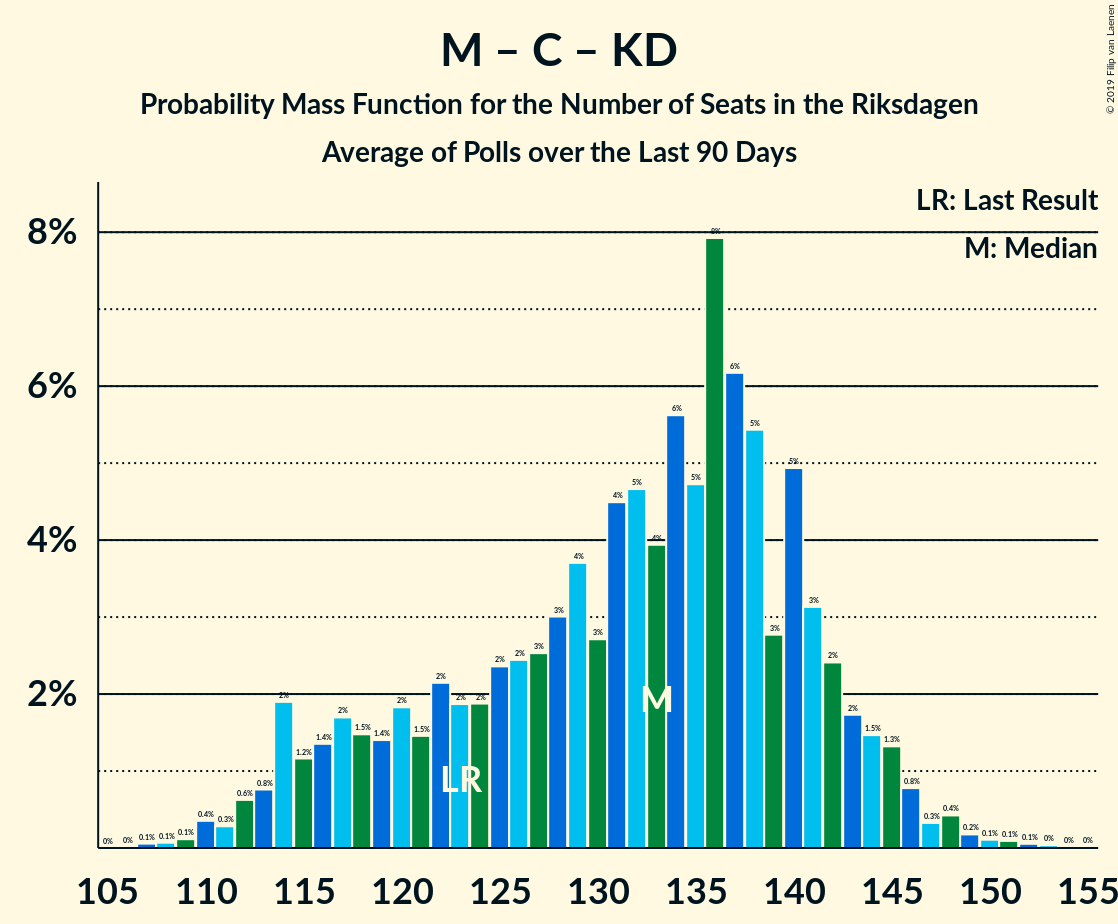 M – C – KD
Probability Mass Function for the Number of Seats in the Riksdagen
Average of Polls over the Last 90 Days
© 2019 Filip van Laenen
LR: Last Result
M: Median
8%
6%
4%
2%
0% 0% 0.1% 0.1% 0.1% 0.4% 0.3% 0.6% 0.8% 2% 1.2% 1.4% 2% 1.5% 1.4% 2% 1.5% 2% 2% 2% 2% 2% 3% 3% 4% 3% 4% 5% 4% 6% 5% 8% 6% 5% 3% 5% 3% 2% 2% 1.5% 1.3% 0.8% 0.3% 0.4% 0.2% 0.1% 0.1% 0.1% 0% 0% 0%
M
LR
105 110 115 120 125 130 135 140 145 150 155